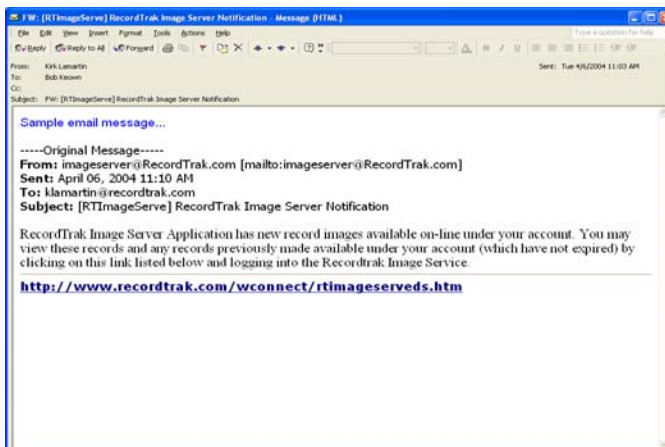 FW: [RTImageServe] RecordTrak Image Server Notification - Message (HTML)
File Edit View Insert Format Tools Actions Help
Type a question for help
Reply Reply to All Forward
From: Kirk Lamartin
Sent: Tue 4/6/2004 11:03 AM
To: Bob Keown
Cc:
Subject: FW: [RTImageServe] RecordTrak Image Server Notification
Sample email message...
-----Original Message-----
From: imageserver@RecordTrak.com [mailto:imageserver@RecordTrak.com]
Sent: April 06, 2004 11:10 AM
To: klamartin@recordtrak.com
Subject: [RTImageServe] RecordTrak Image Server Notification
RecordTrak Image Server Application has new record images available on-line under your account. You may
view these records and any records previously made available under your account (which have not expired) by
clicking on this link listed below and logging into the Recordtrak Image Service.
http://www.recordtrak.com/wconnect/rtimageserveds.htm